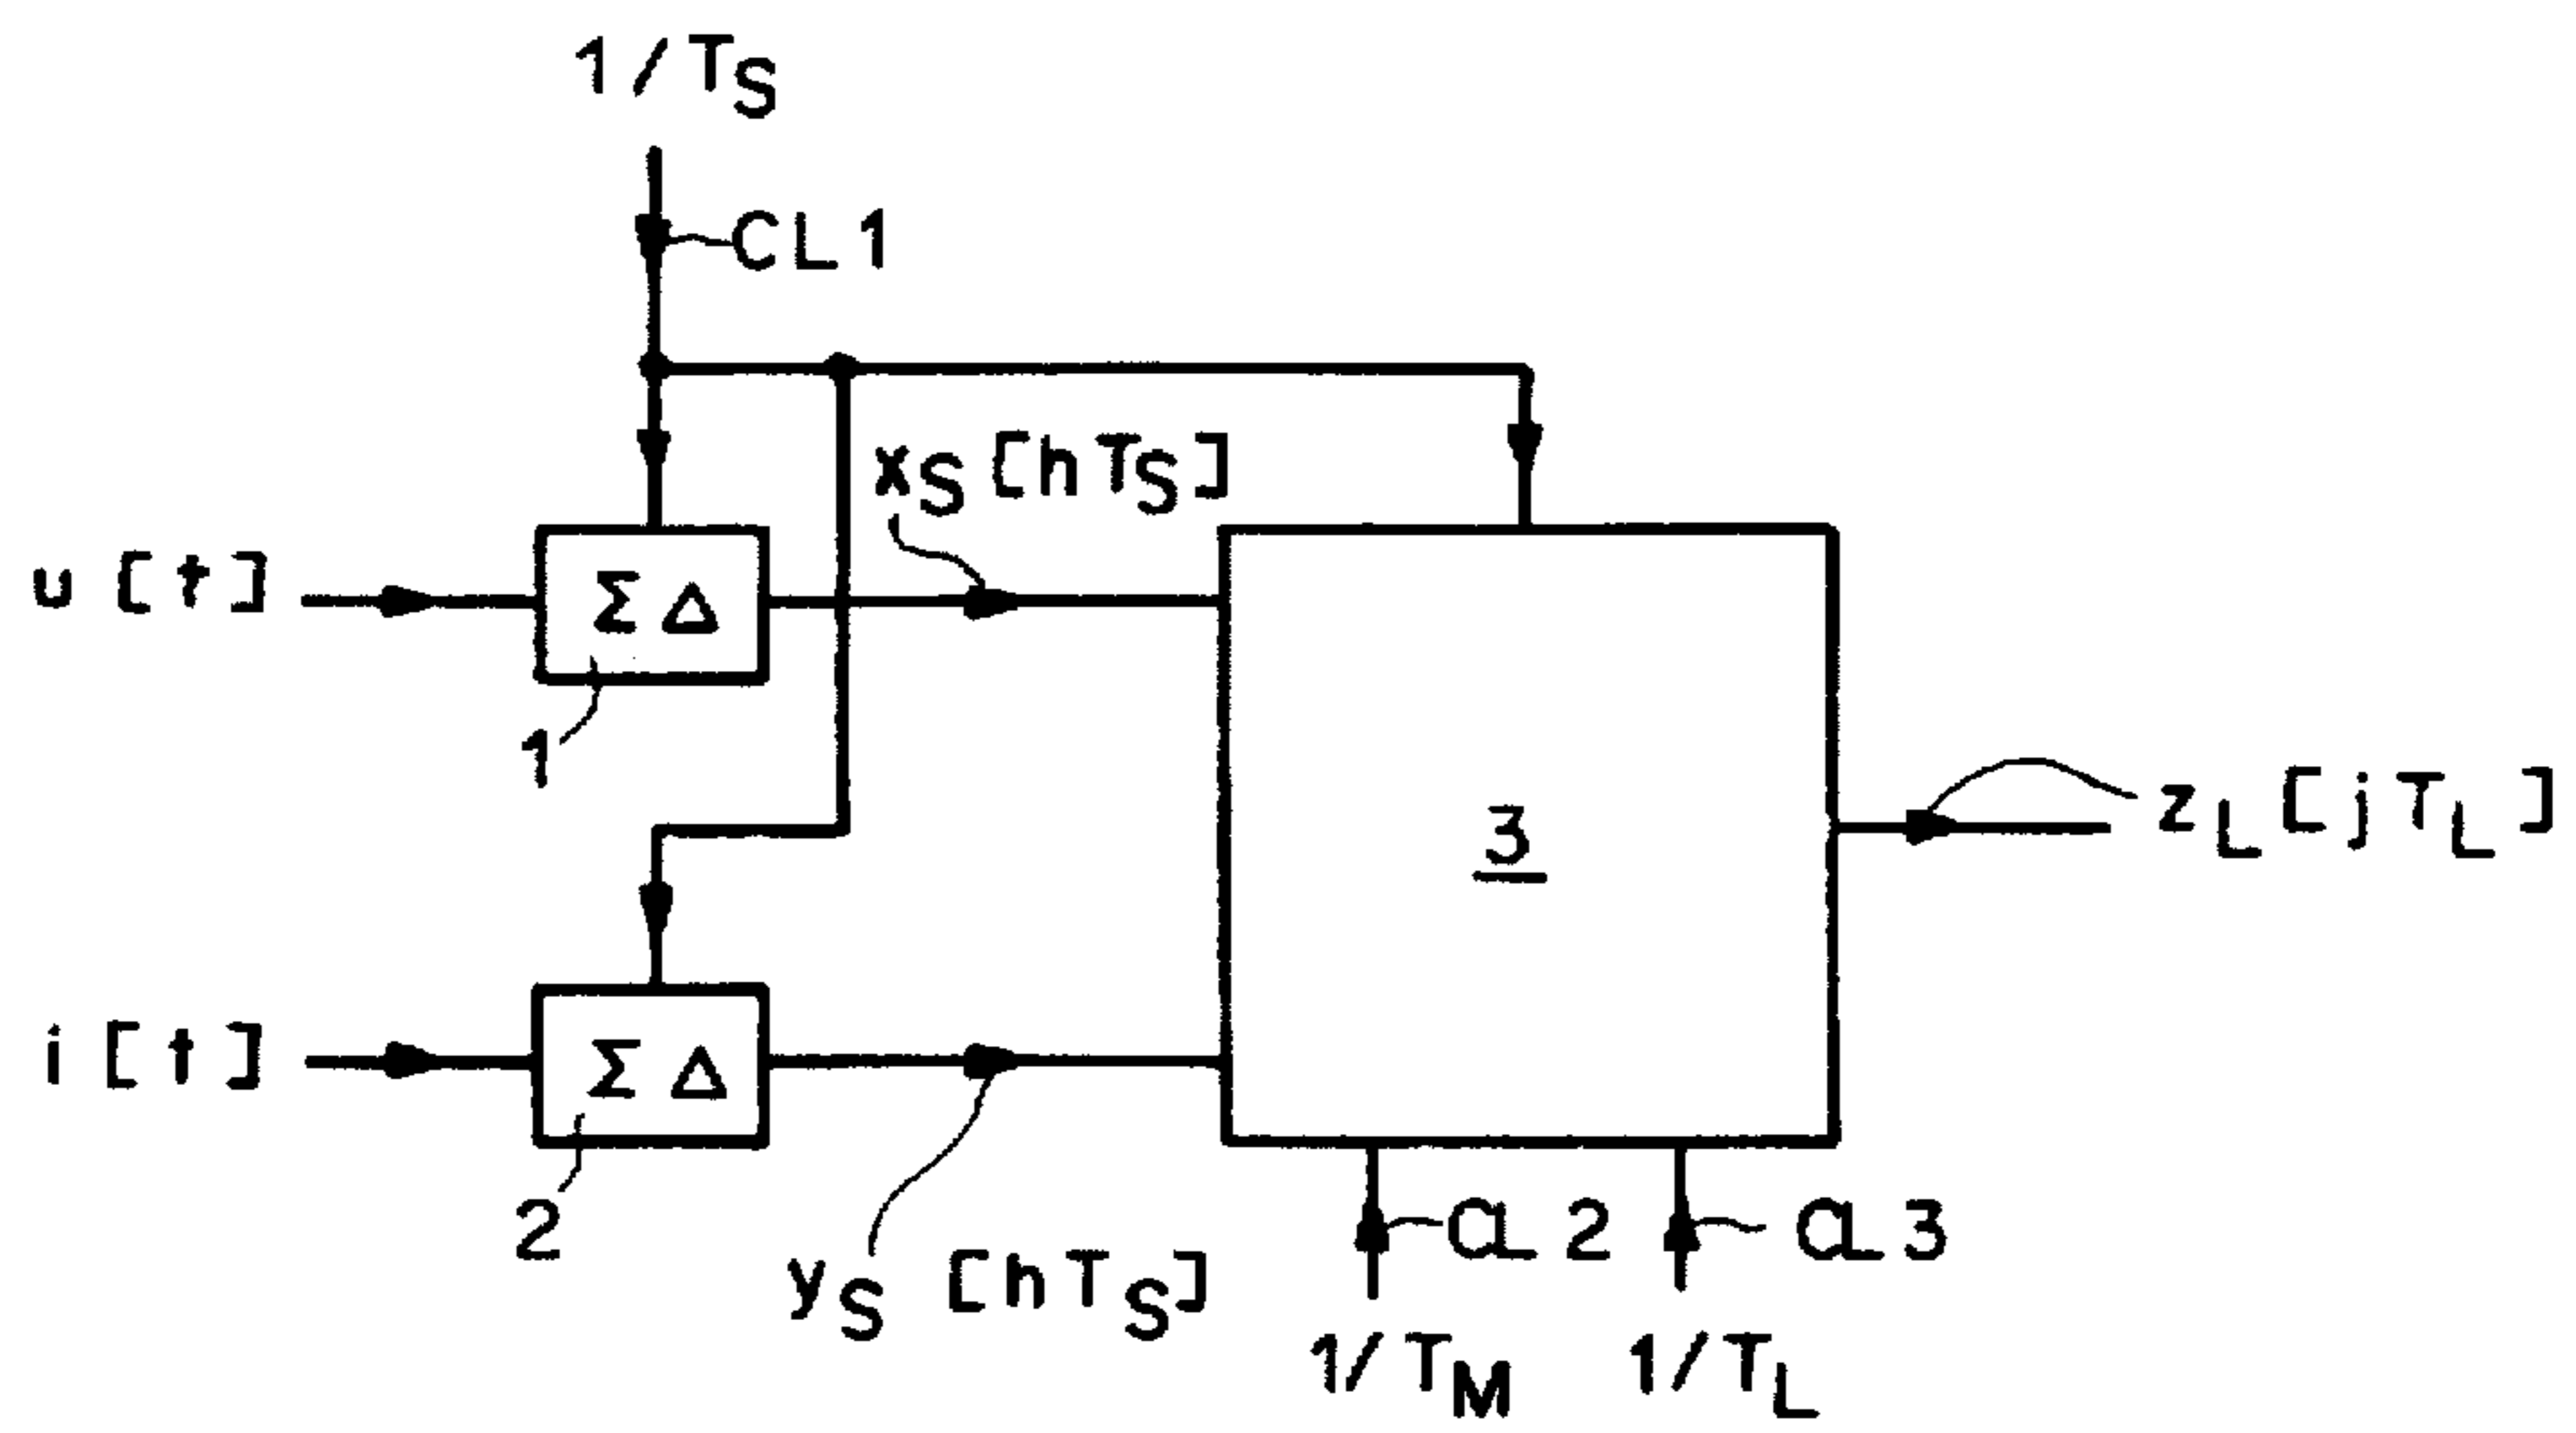 1/TS
CL1
xS[hTS]
u[t]
ΣΔ
1
3
zL[jTL]
i[t]
ΣΔ
2
yS[hTS]
CL2
CL3
1/TM
1/TL